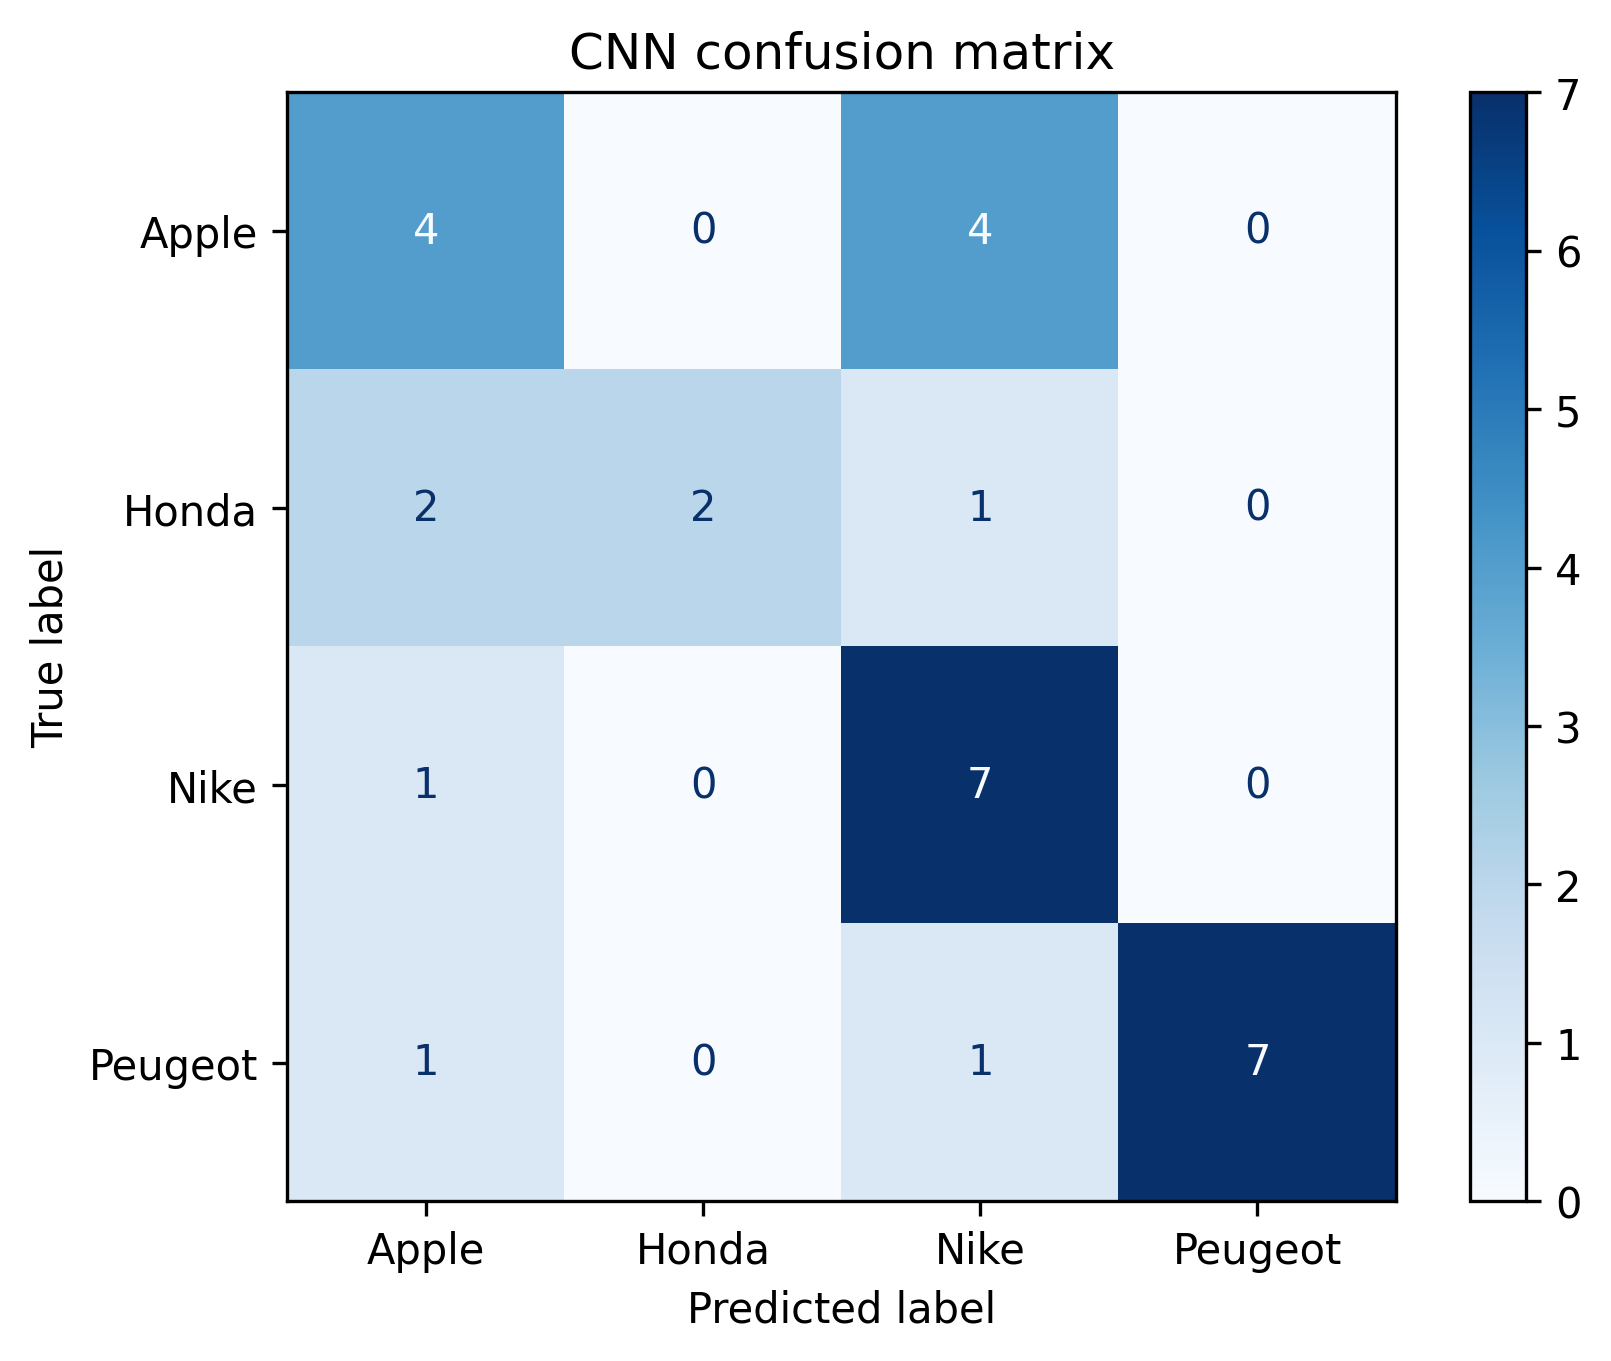 CNN confusion matrix
True label
Apple 4 0 4 0
Honda 2 2 1 0
Nike 1 0 7 0
Peugeot 1 0 1 7
Apple Honda Nike Peugeot
Predicted label
7
6
5
4
3
2
1
0